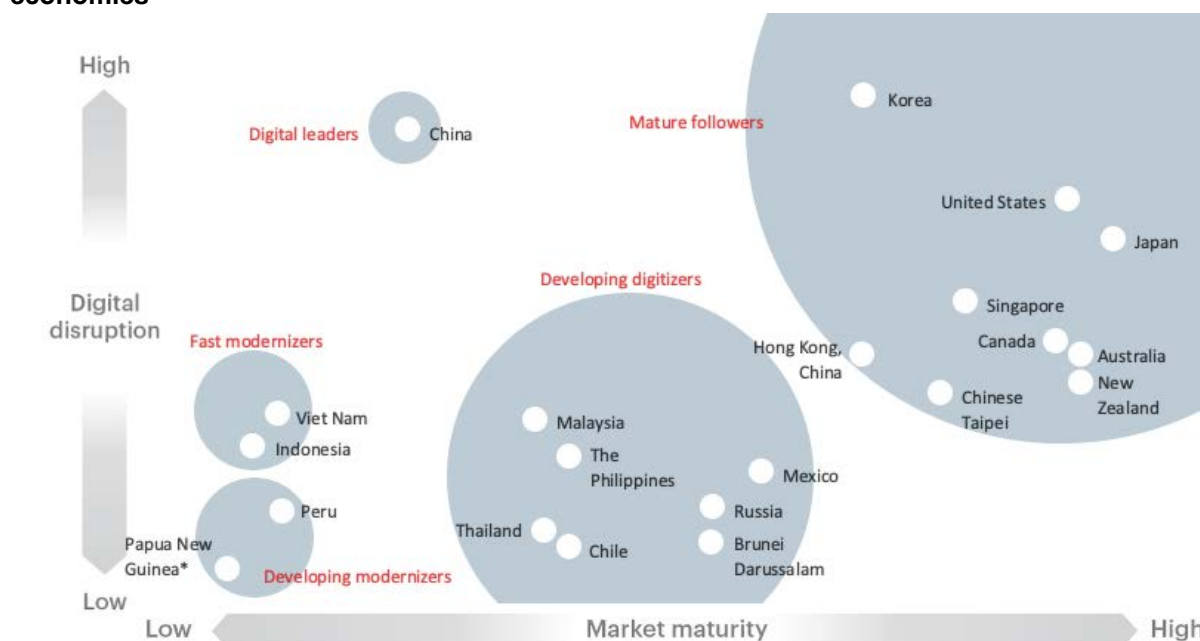 economics
High
Korea
Mature followers
Digital leaders
China
United States
Japan
Developing digitizers
Digital
disruption
Singapore
Fast modernizers
Canada
Hong Kong,
China
Australia
New
Zealand
Chinese
Taipei
Viet Nam
Malaysia
Indonesia
The
Philippines
Mexico
Peru
Russia
Thailand
Chile
Brunei
Darussalam
Papua New
Guinea*
Developing modernizers
Low
Low
Market maturity
High